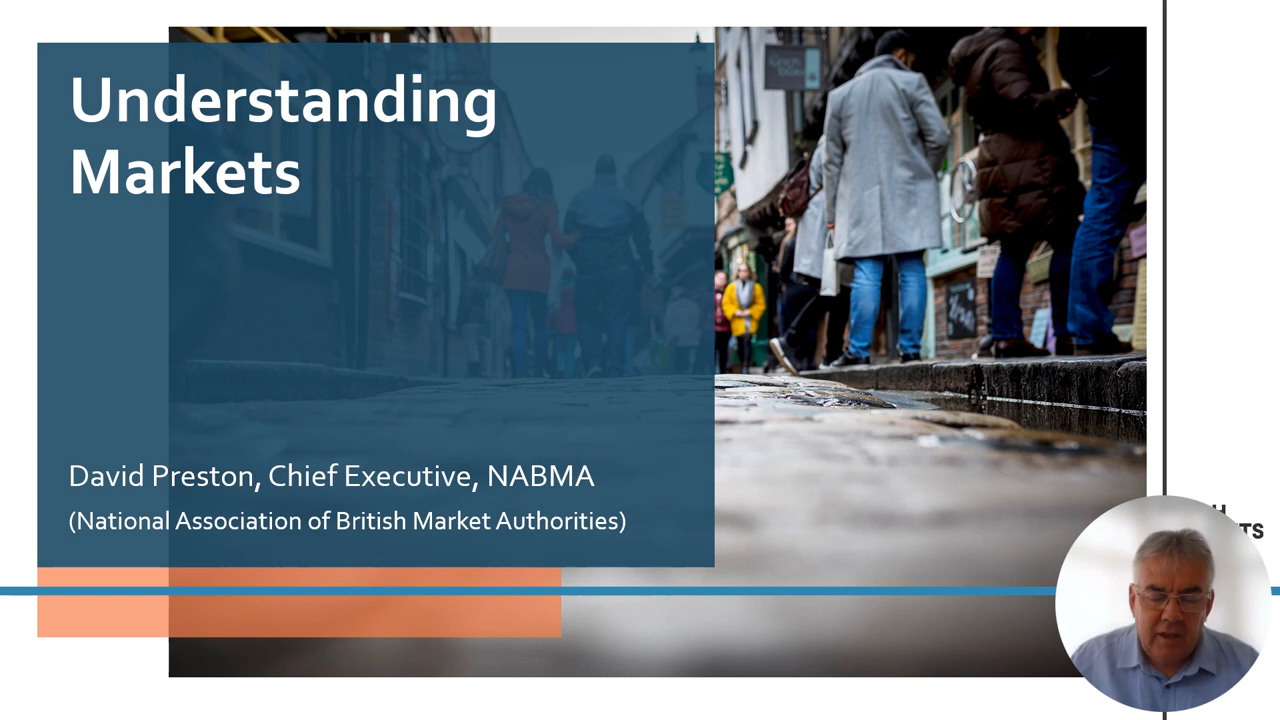 Understanding
Markets
David Preston, Chief Executive, NABMA
(National Association of British Market Authorities)